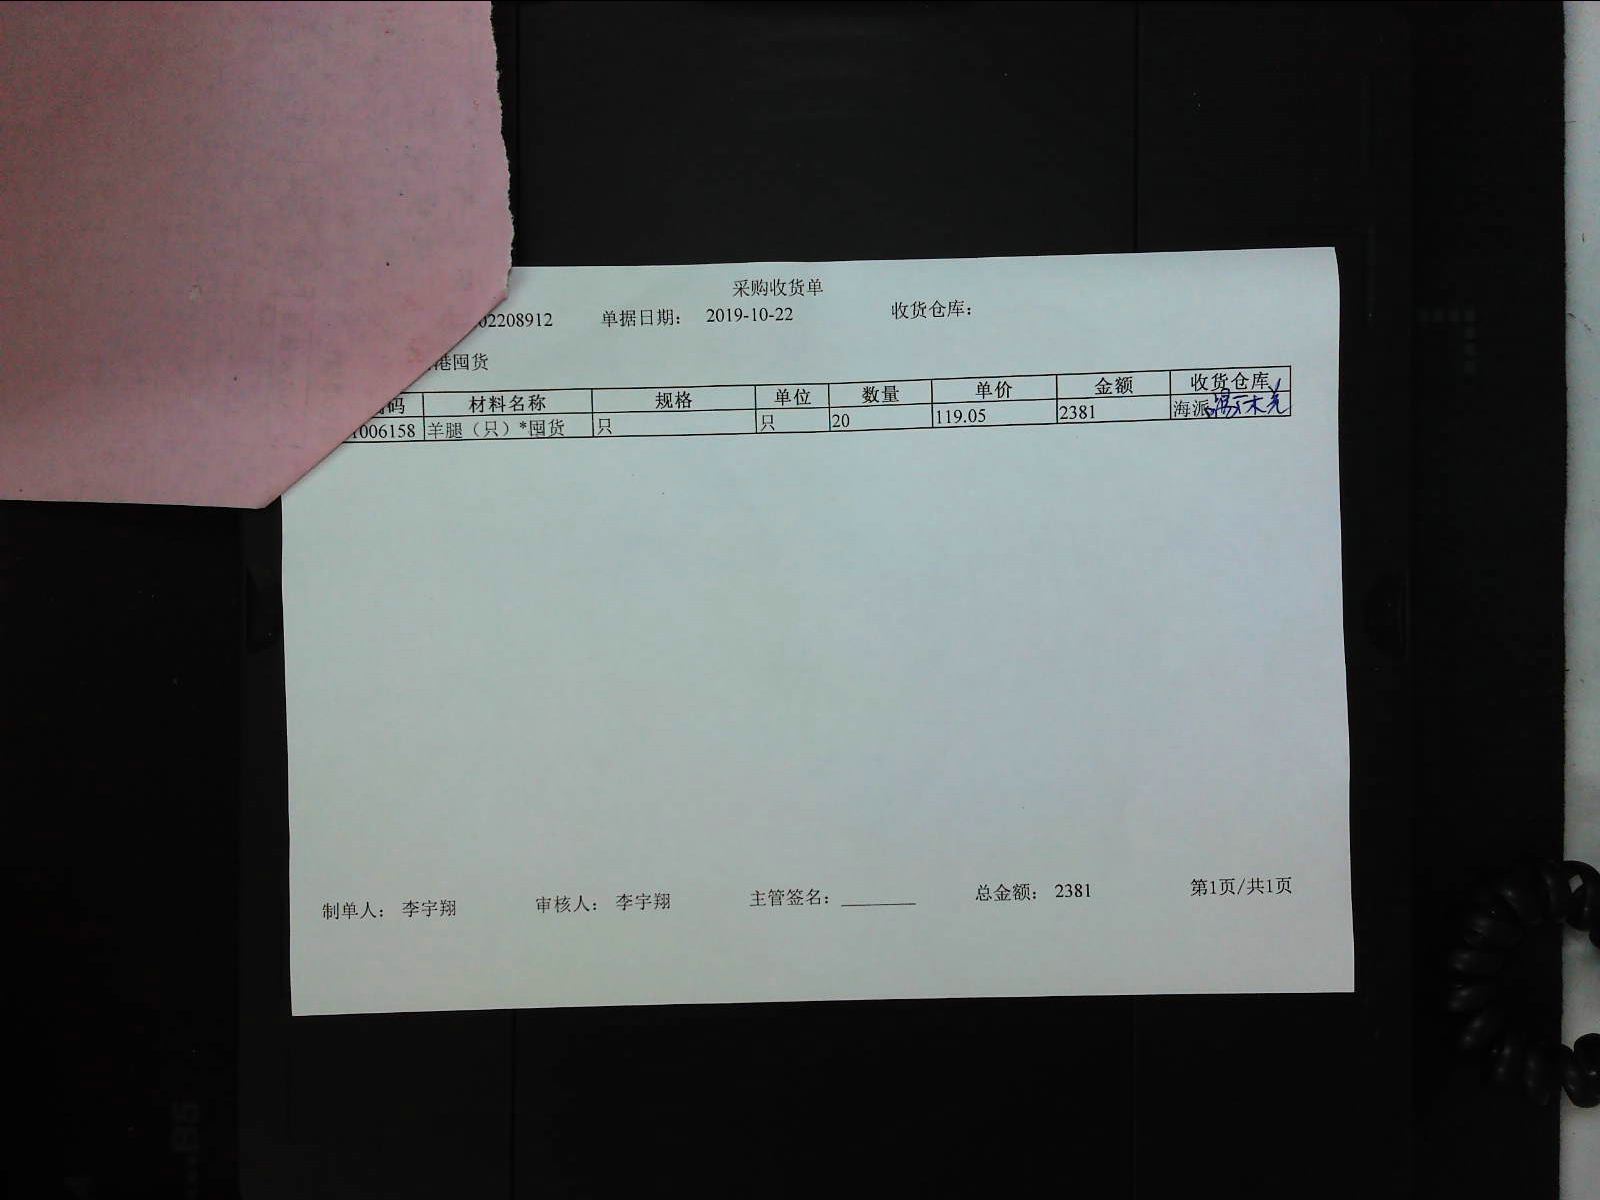 采购收货单
02208912 单据日期： 2019-10-22 收货仓库：
港囤货
码 材料名称 规格 单位 数量 单价 金额 收货仓库
1006158 羊腿（只）*囤货 只 只 20 119.05 2381 海派
制单人： 李宇翔 审核人： 李宇翔 主管签名： 总金额： 2381 第1页/共1页